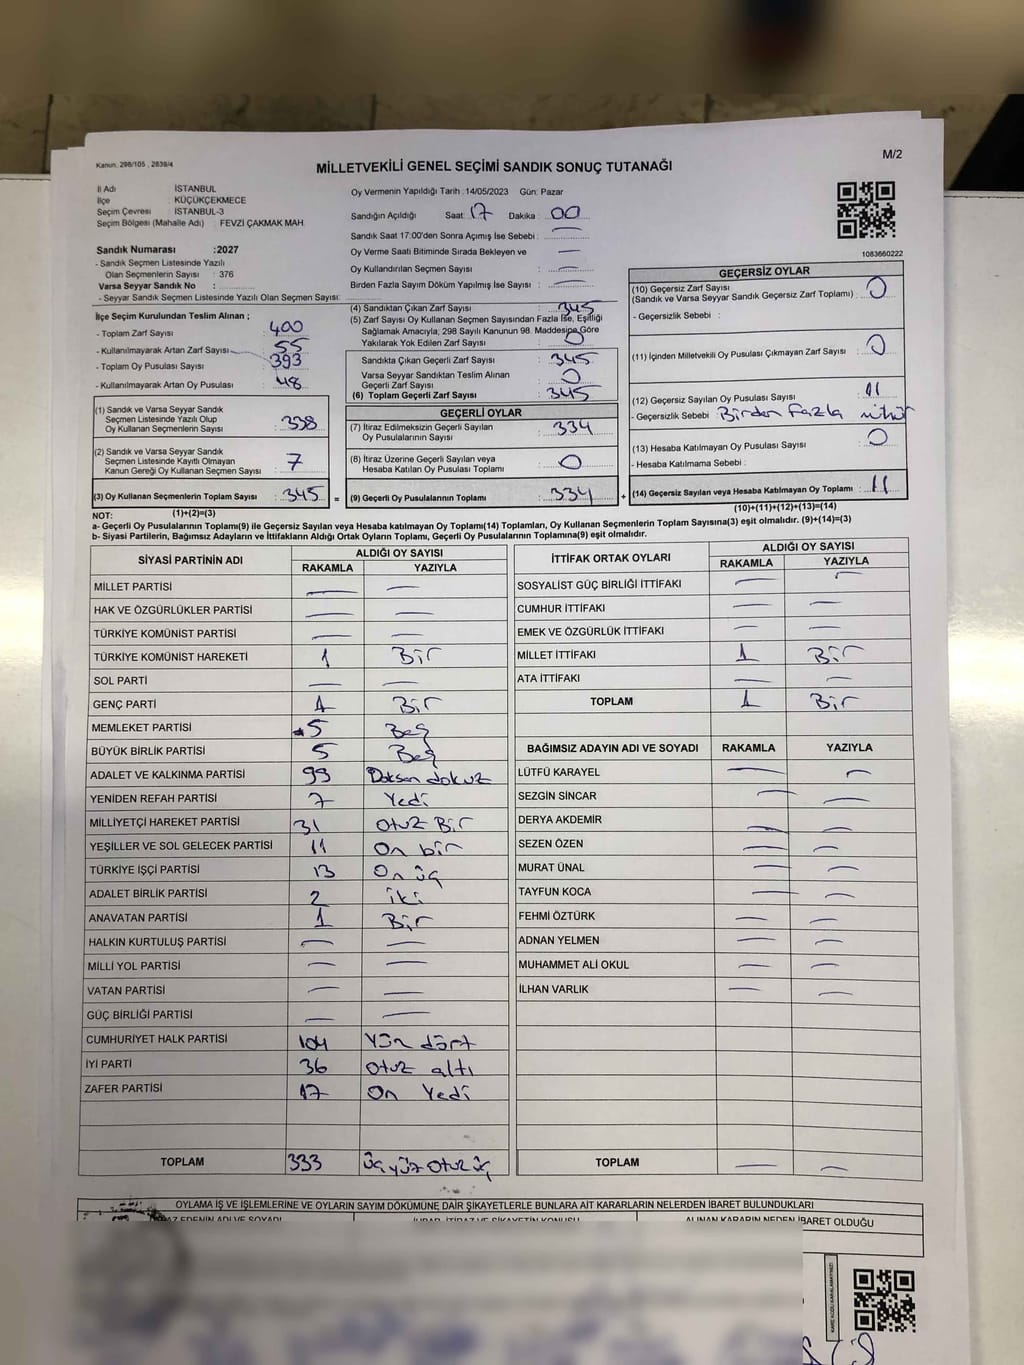 Kanun: 298/105 , 2839/4
MİLLETVEKİLİ GENEL SEÇİMİ SANDIK SONUÇ TUTANAĞI
M/2
İl Adı : İSTANBUL
İlçe : KÜÇÜKÇEKMECE
Seçim Çevresi : İSTANBUL-3
Seçim Bölgesi (Mahalle Adı) : FEVZİ ÇAKMAK MAH.
Oy Vermenin Yapıldığı Tarih :14/05/2023 Gün: Pazar
Sandığın Açıldığı Saat: 17 Dakika : 00
Sandık Saat 17:00'den Sonra Açımış İse Sebebi : —
Oy Verme Saati Bitiminde Sırada Bekleyen ve —
Oy Kullandırılan Seçmen Sayısı : —
Birden Fazla Sayım Döküm Yapılmış İse Sayısı : —
1083660222
Sandık Numarası :2027
- Sandık Seçmen Listesinde Yazılı
Olan Seçmenlerin Sayısı : 376
Varsa Seyyar Sandık No :
- Seyyar Sandık Seçmen Listesinde Yazılı Olan Seçmen Sayısı:
İlçe Seçim Kurulundan Teslim Alınan ;
- Toplam Zarf Sayısı : 400
- Kullanılmayarak Artan Zarf Sayısı : 55
- Toplam Oy Pusulası Sayısı : 393
- Kullanılmayarak Artan Oy Pusulası : 48
(1) Sandık ve Varsa Seyyar Sandık
Seçmen Listesinde Yazılı Olup
Oy Kullanan Seçmenlerin Sayısı : 338
(2) Sandık ve Varsa Seyyar Sandık
Seçmen Listesinde Kayıtlı Olmayan
Kanun Gereği Oy Kullanan Seçmen Sayısı : 7
(3) Oy Kullanan Seçmenlerin Toplam Sayısı : 345 =
(4) Sandıktan Çıkan Zarf Sayısı : 345
(5) Zarf Sayısı Oy Kullanan Seçmen Sayısından Fazla İse, Eşitliği
Sağlamak Amacıyla, 298 Sayılı Kanunun 98. Maddesine Göre
Yakılarak Yok Edilen Zarf Sayısı : 0
Sandıkta Çıkan Geçerli Zarf Sayısı : 345
Varsa Seyyar Sandıktan Teslim Alınan
Geçerli Zarf Sayısı : 0
(6) Toplam Geçerli Zarf Sayısı : 345
GEÇERLİ OYLAR
(7) İtiraz Edilmeksizin Geçerli Sayılan
Oy Pusulalarının Sayısı : 334
(8) İtiraz Üzerine Geçerli Sayılan veya
Hesaba Katılan Oy Pusulası Toplamı : 0
(9) Geçerli Oy Pusulalarının Toplamı : 334 +
GEÇERSİZ OYLAR
(10) Geçersiz Zarf Sayısı
(Sandık ve Varsa Seyyar Sandık Geçersiz Zarf Toplamı) : 0
- Geçersizlik Sebebi :
(11) İçinden Milletvekili Oy Pusulası Çıkmayan Zarf Sayısı : 0
(12) Geçersiz Sayılan Oy Pusulası Sayısı : 11
- Geçersizlik Sebebi : Birden Fazla mühür
(13) Hesaba Katılmayan Oy Pusulası Sayısı : 0
- Hesaba Katılmama Sebebi :
(14) Geçersiz Sayılan veya Hesaba Katılmayan Oy Toplamı : 11
NOT: (1)+(2)=(3)
(10)+(11)+(12)+(13)=(14)
a- Geçerli Oy Pusulalarının Toplamı(9) ile Geçersiz Sayılan veya Hesaba katılmayan Oy Toplamı(14) Toplamları, Oy Kullanan Seçmenlerin Toplam Sayısına(3) eşit olmalıdır. (9)+(14)=(3)
b- Siyasi Partilerin, Bağımsız Adayların ve İttifakların Aldığı Ortak Oyların Toplamı, Geçerli Oy Pusulalarının Toplamına(9) eşit olmalıdır.
SİYASİ PARTİNİN ADI ALDIĞI OY SAYISI
RAKAMLA YAZIYLA
MİLLET PARTİSİ — —
HAK VE ÖZGÜRLÜKLER PARTİSİ — —
TÜRKİYE KOMÜNİST PARTİSİ — —
TÜRKİYE KOMÜNİST HAREKETİ 1 Bir
SOL PARTİ — —
GENÇ PARTİ 1 Bir
MEMLEKET PARTİSİ 5 Beş
BÜYÜK BİRLİK PARTİSİ 5 Beş
ADALET VE KALKINMA PARTİSİ 99 Doksan dokuz
YENİDEN REFAH PARTİSİ 7 Yedi
MİLLİYETÇİ HAREKET PARTİSİ 31 Otuz Bir
YEŞİLLER VE SOL GELECEK PARTİSİ 11 On bir
TÜRKİYE İŞÇİ PARTİSİ 13 On üç
ADALET BİRLİK PARTİSİ 2 iki
ANAVATAN PARTİSİ 1 Bir
HALKIN KURTULUŞ PARTİSİ — —
MİLLİ YOL PARTİSİ — —
VATAN PARTİSİ — —
GÜÇ BİRLİĞİ PARTİSİ — —
CUMHURİYET HALK PARTİSİ 104 Yüz dört
İYİ PARTİ 36 Otuz altı
ZAFER PARTİSİ 17 On Yedi
TOPLAM 333 üç yüz otuz üç
İTTİFAK ORTAK OYLARI ALDIĞI OY SAYISI
RAKAMLA YAZIYLA
SOSYALİST GÜÇ BİRLİĞİ İTTİFAKI — —
CUMHUR İTTİFAKI — —
EMEK VE ÖZGÜRLÜK İTTİFAKI — —
MİLLET İTTİFAKI 1 Bir
ATA İTTİFAKI — —
TOPLAM 1 Bir
BAĞIMSIZ ADAYIN ADI VE SOYADI RAKAMLA YAZIYLA
LÜTFÜ KARAYEL — —
SEZGİN SİNCAR — —
DERYA AKDEMİR — —
SEZEN ÖZEN — —
MURAT ÜNAL — —
TAYFUN KOCA — —
FEHMİ ÖZTÜRK — —
ADNAN YELMEN — —
MUHAMMET ALİ OKUL — —
İLHAN VARLIK — —
TOPLAM — —
OYLAMA İŞ VE İŞLEMLERİNE VE OYLARIN SAYIM DÖKÜMÜNE DAİR ŞİKAYETLERLE BUNLARA AİT KARARLARIN NELERDEN İBARET BULUNDUKLARI
ALINAN KARARIN NEDEN İBARET OLDUĞU